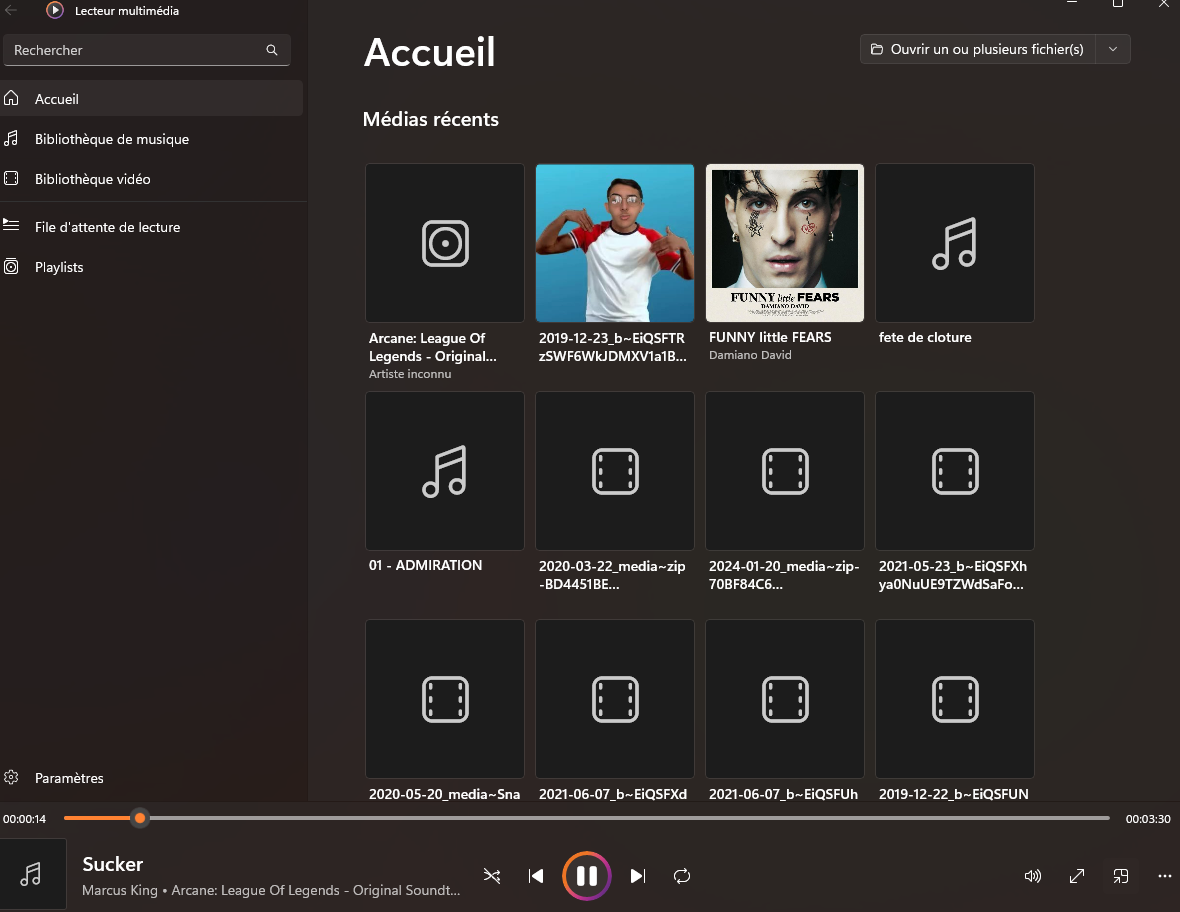 Lecteur multimédia
Rechercher
Accueil
Bibliothèque de musique
Bibliothèque vidéo
File d'attente de lecture
Playlists
Paramètres
Accueil
Ouvrir un ou plusieurs fichier(s)
Médias récents
FUNNY little FEARS
DAMIANO DAVID
Arcane: League Of
Legends - Original...
Artiste inconnu
2019-12-23_b~EiQSFTR
zSWF6WkJDMXV1a1B...
FUNNY little FEARS
Damiano David
fete de cloture
01 - ADMIRATION
2020-03-22_media~zip
-BD4451BE...
2024-01-20_media~zip-
70BF84C6...
2021-05-23_b~EiQSFXh
ya0NuUE9TZWdSaFo...
2020-05-20_media~Sna
2021-06-07_b~EiQSFXd
2021-06-07_b~EiQSFUh
2019-12-22_b~EiQSFUN
00:00:14
00:03:30
Sucker
Marcus King • Arcane: League Of Legends - Original Soundt...